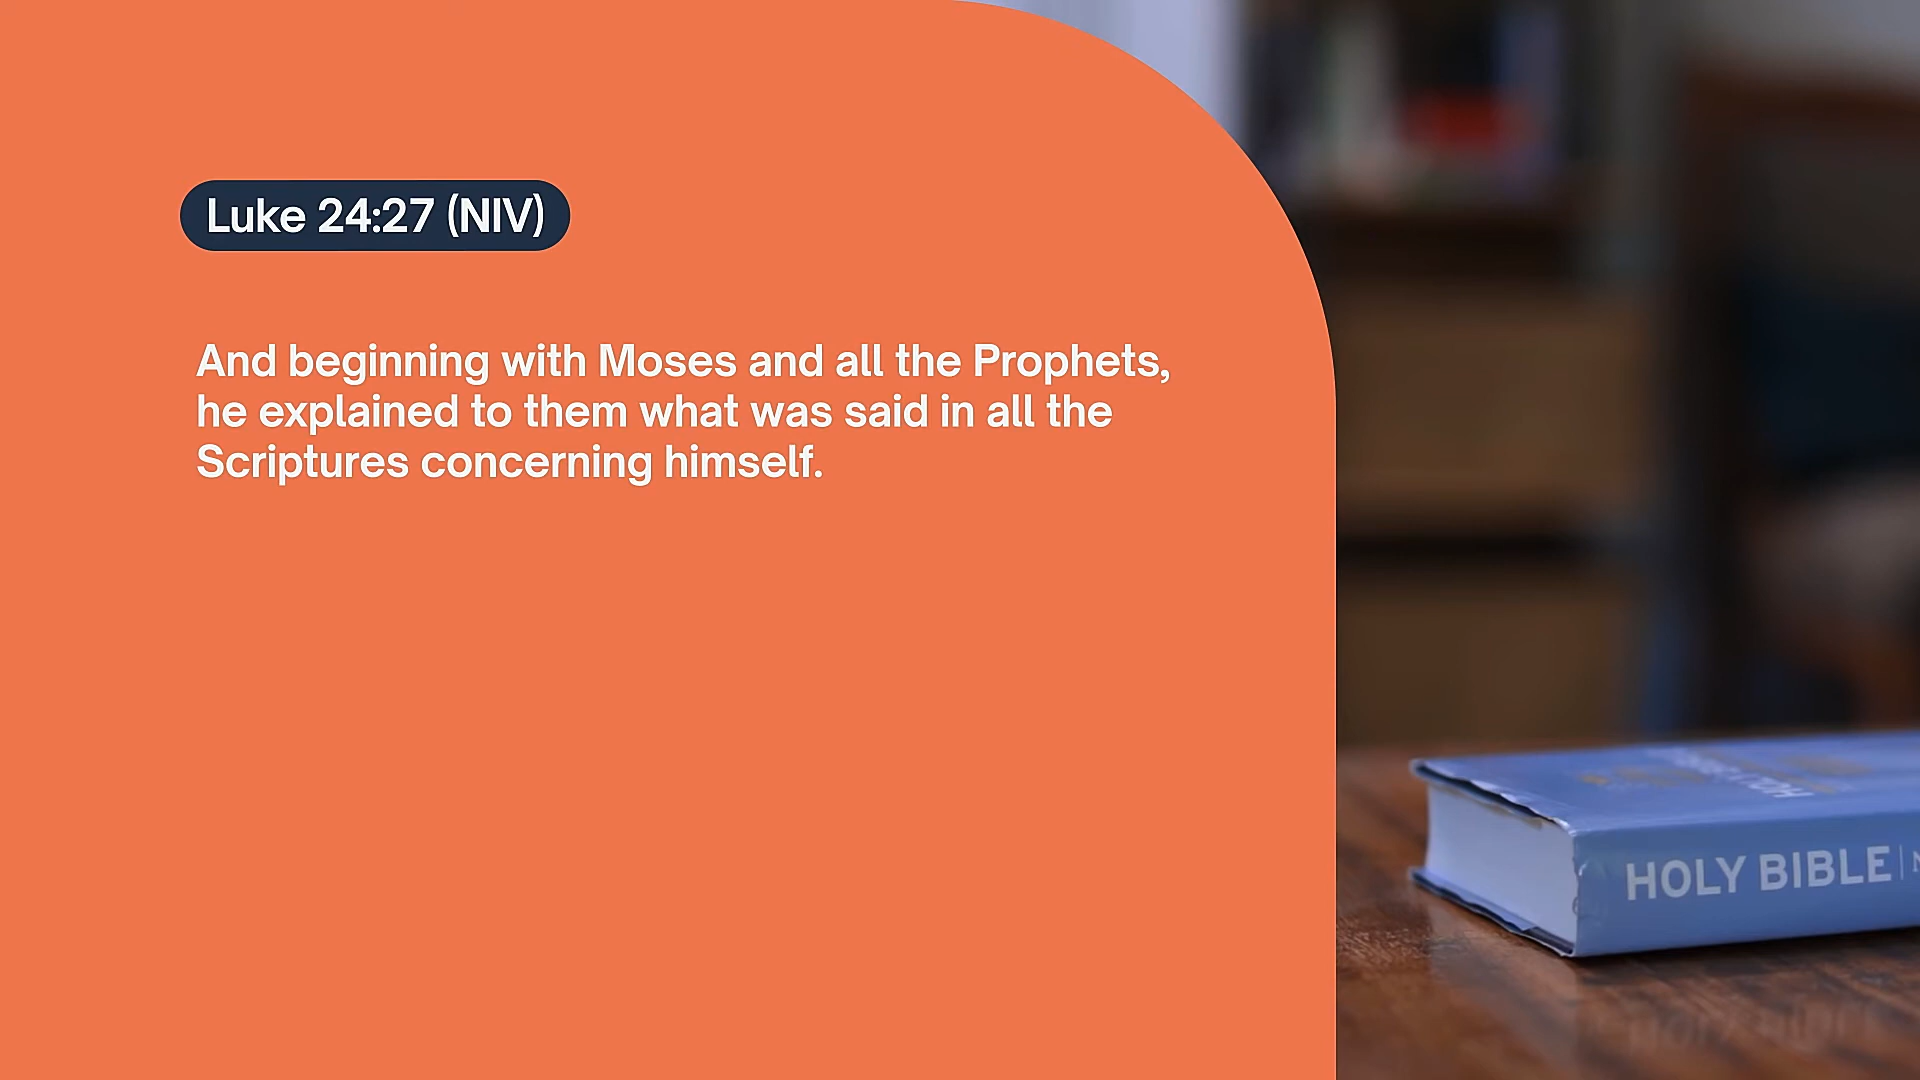 Luke 24:27 (NIV)
And beginning with Moses and all the Prophets,
he explained to them what was said in all the
Scriptures concerning himself.
HOLY BIBLE